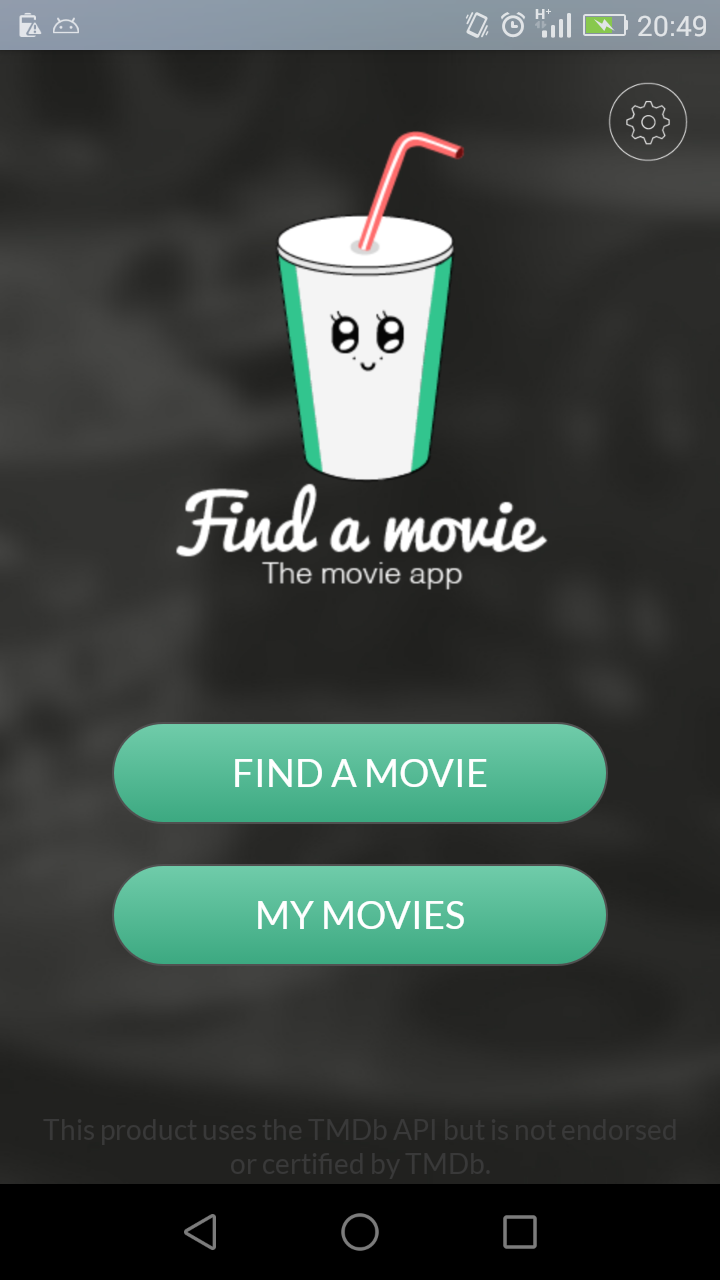 H+ 20:49
Find a movie
The movie app
FIND A MOVIE
MY MOVIES
This product uses the TMDb API but is not endorsed
or certified by TMDb.